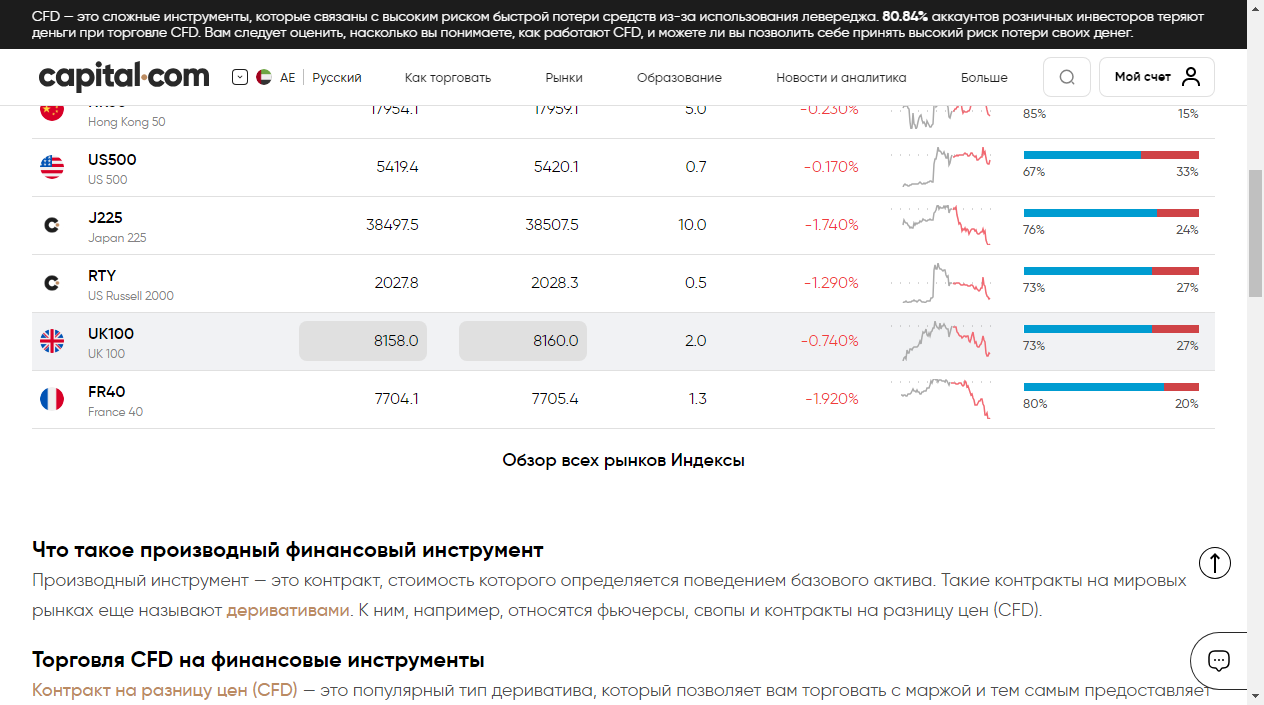 CFD — это сложные инструменты, которые связаны с высоким риском быстрой потери средств из-за использования левереджа. 80.84% аккаунтов розничных инвесторов теряют
деньги при торговле CFD. Вам следует оценить, насколько вы понимаете, как работают CFD, и можете ли вы позволить себе принять высокий риск потери своих денег.
capital.com AE Русский Как торговать Рынки Образование Новости и аналитика Больше Мой счет
17954.1 17959.1 5.0 -0.230%
Hong Kong 50 85% 15%
US500 5419.4 5420.1 0.7 -0.170%
US 500 67% 33%
J225 38497.5 38507.5 10.0 -1.740%
Japan 225 76% 24%
RTY 2027.8 2028.3 0.5 -1.290%
US Russell 2000 73% 27%
UK100 8158.0 8160.0 2.0 -0.740%
UK 100 73% 27%
FR40 7704.1 7705.4 1.3 -1.920%
France 40 80% 20%
Обзор всех рынков Индексы
Что такое производный финансовый инструмент
Производный инструмент — это контракт, стоимость которого определяется поведением базового актива. Такие контракты на мировых
рынках еще называют деривативами. К ним, например, относятся фьючерсы, свопы и контракты на разницу цен (CFD).
Торговля CFD на финансовые инструменты
Контракт на разницу цен (CFD) — это популярный тип дериватива, который позволяет вам торговать с маржой и тем самым предоставляет